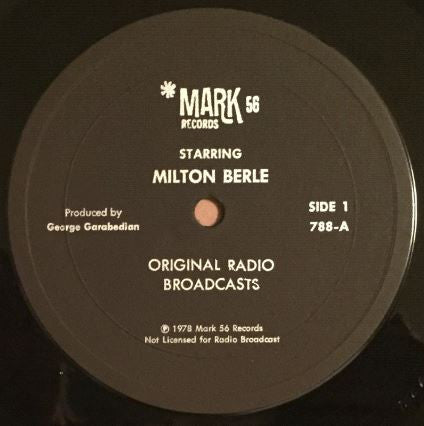 *MARK 56
RECORDS
STARRING
MILTON BERLE
Produced by
George Garabedian
SIDE 1
788-A
ORIGINAL RADIO
BROADCASTS
℗ 1978 Mark 56 Records
Not Licensed for Radio Broadcast